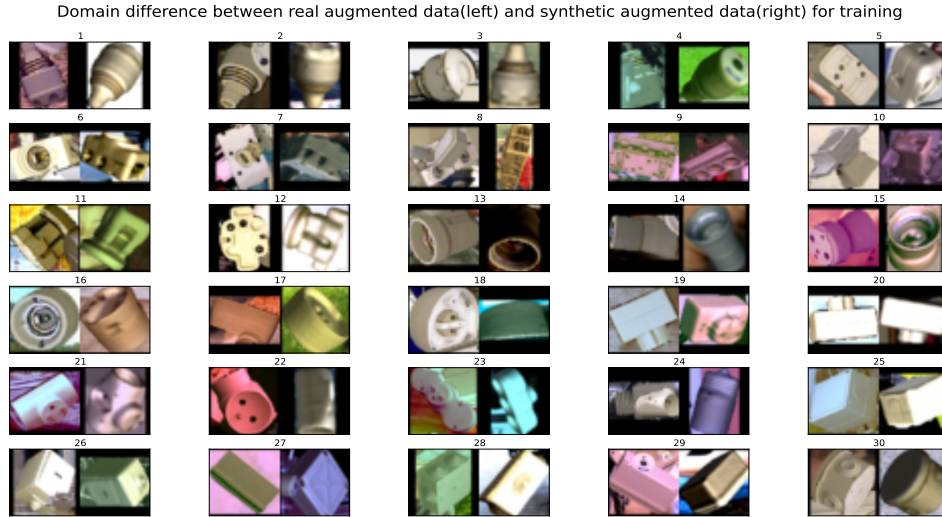 Domain difference between real augmented data(left) and synthetic augmented data(right) for training
1 2 3 4 5
6 7 8 9 10
11 12 13 14 15
16 17 18 19 20
21 22 23 24 25
26 27 28 29 30